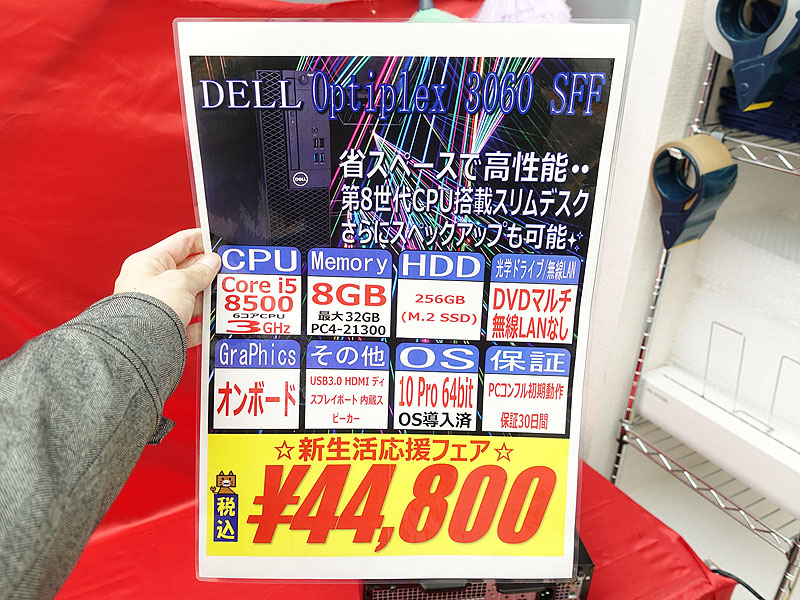 DELL Optiplex 3060 SFF
DELL
省スペースで高性能‥
第8世代CPU搭載スリムデスク
さらにスペックアップも可能
CPU
Core i5
8500
6コアCPU
3GHz
Memory
8GB
最大32GB
PC4-21300
HDD
256GB
(M.2 SSD)
光学ドライブ/無線LAN
DVDマルチ
無線LANなし
GraPhics
オンボード
その他
USB3.0 HDMI ディ
スプレイポート 内蔵ス
ピーカー
OS
10 Pro 64bit
OS導入済
保証
PCコンフル初期動作
保証30日間
☆新生活応援フェア☆
税込
¥44,800